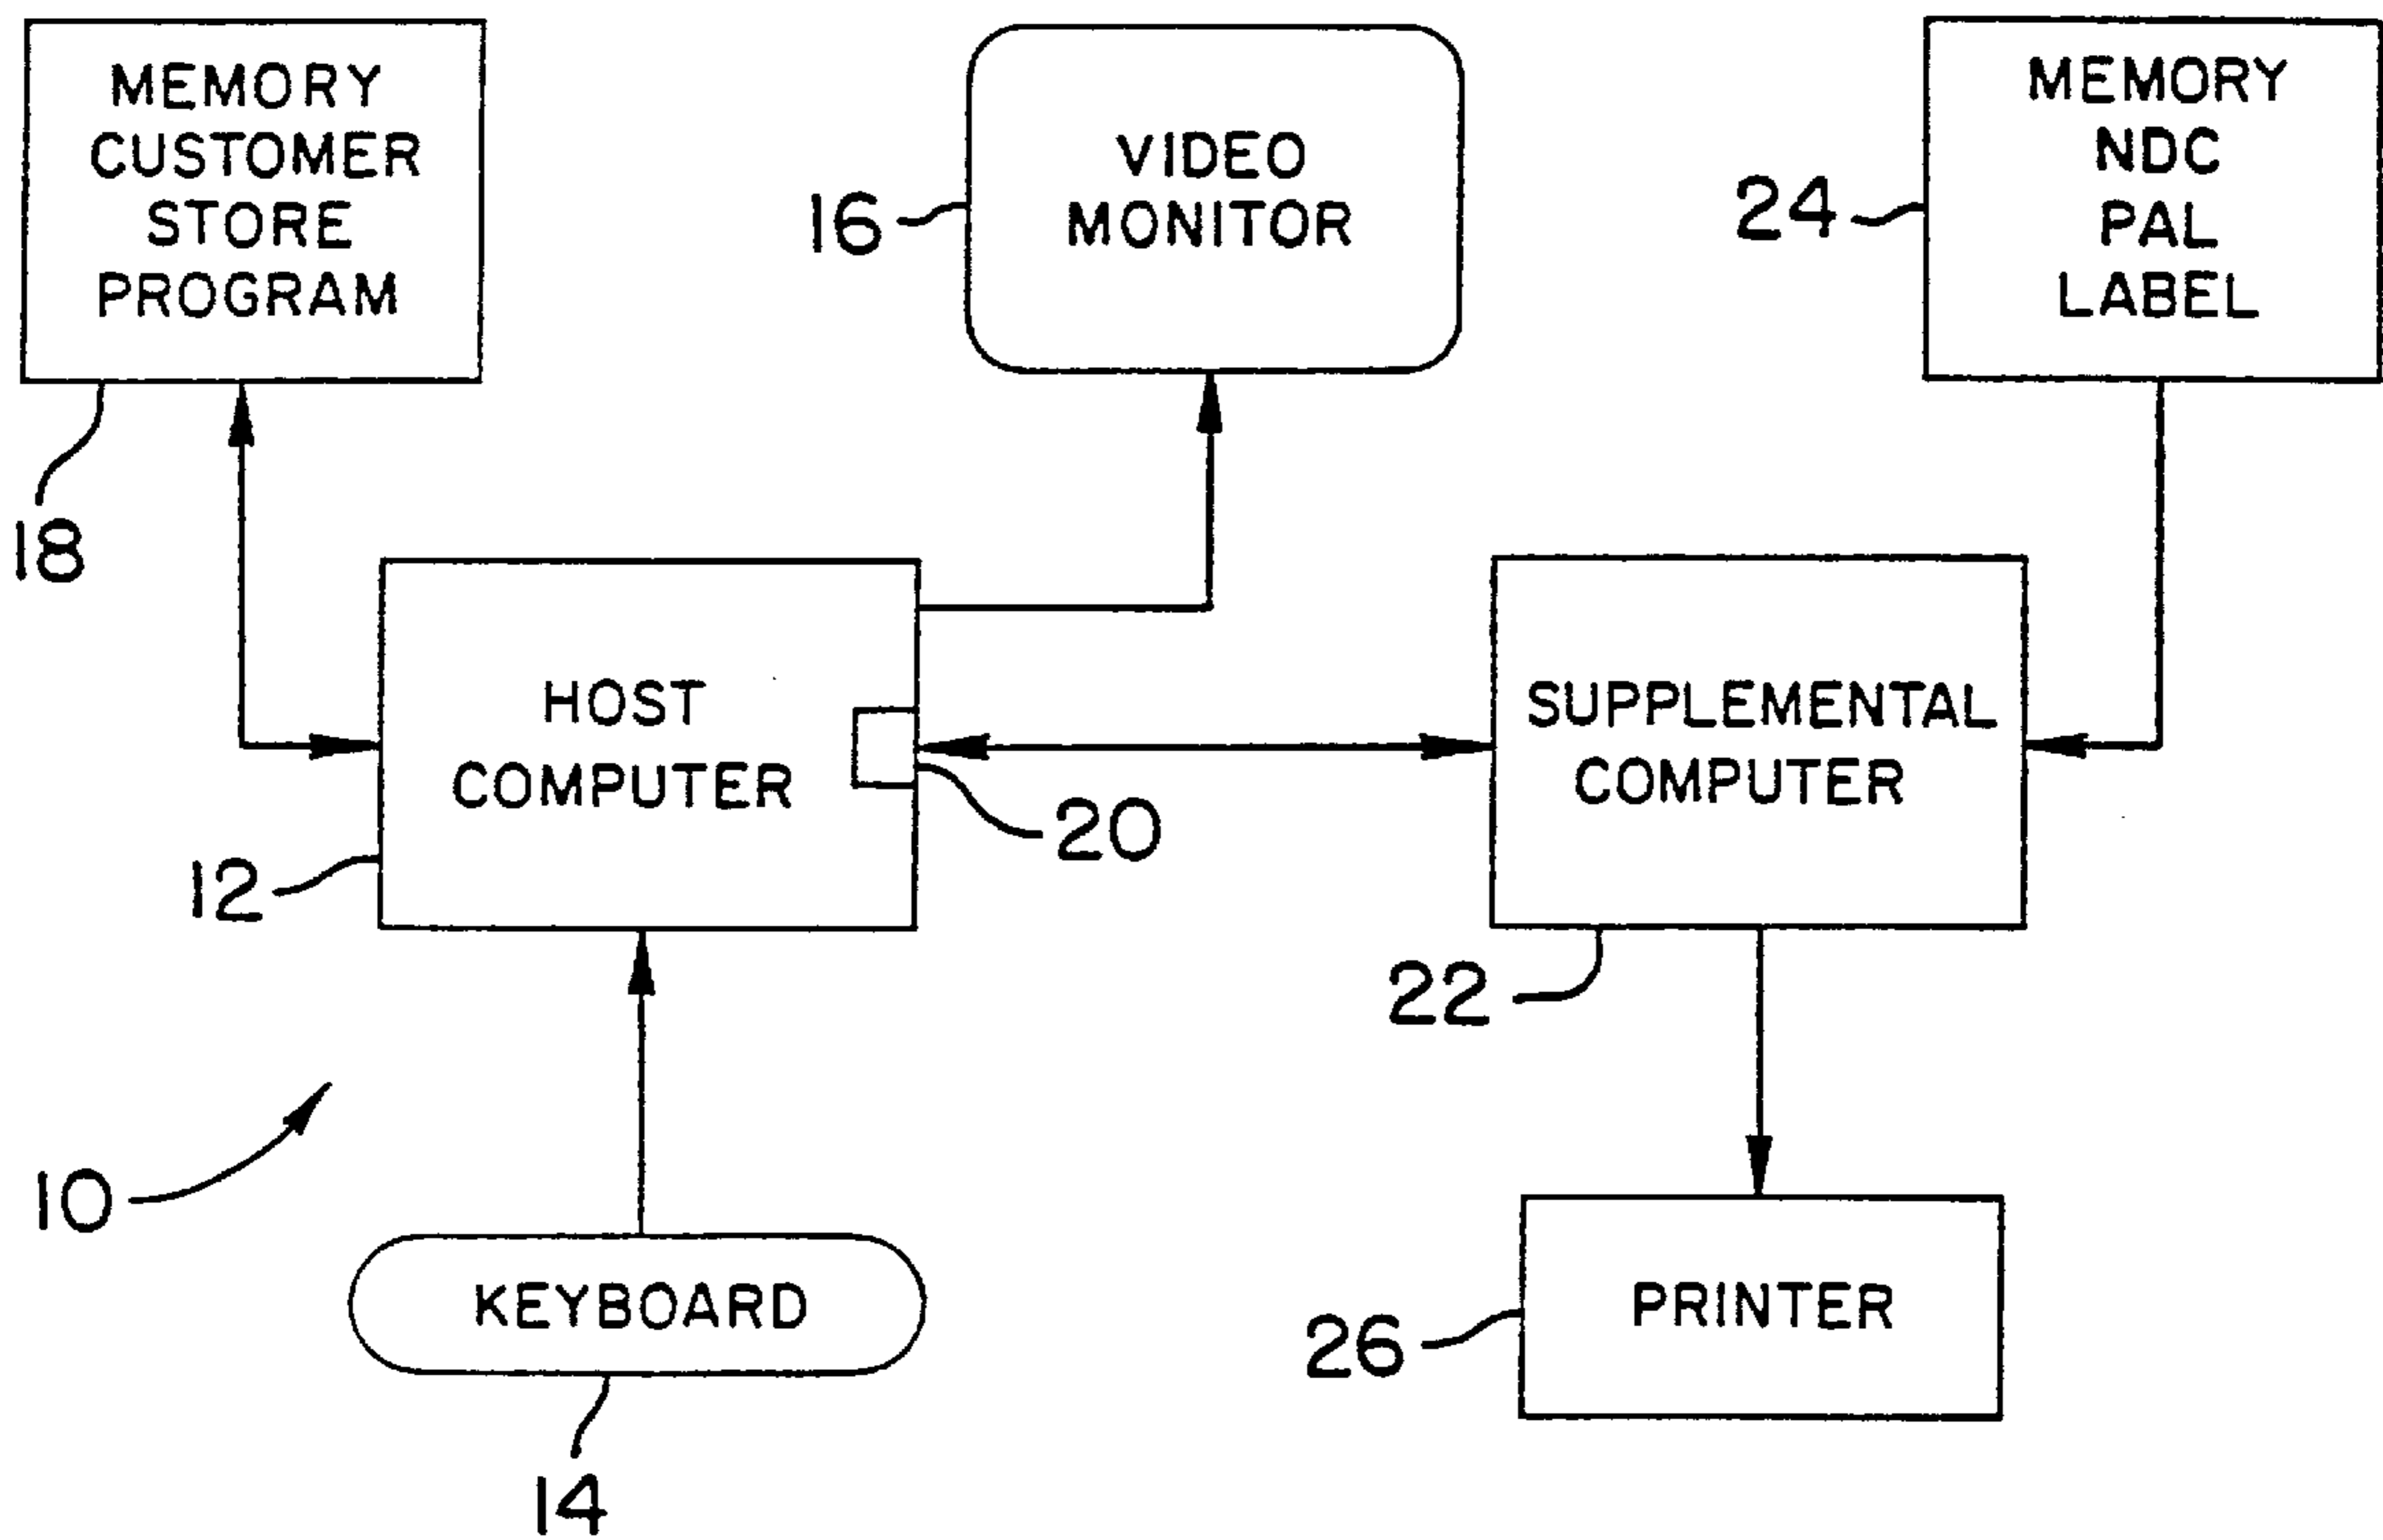 MEMORY
CUSTOMER
STORE
PROGRAM
18
VIDEO
MONITOR
16
MEMORY
NDC
PAL
LABEL
24
HOST
COMPUTER
12
20
SUPPLEMENTAL
COMPUTER
22
10
KEYBOARD
14
PRINTER
26